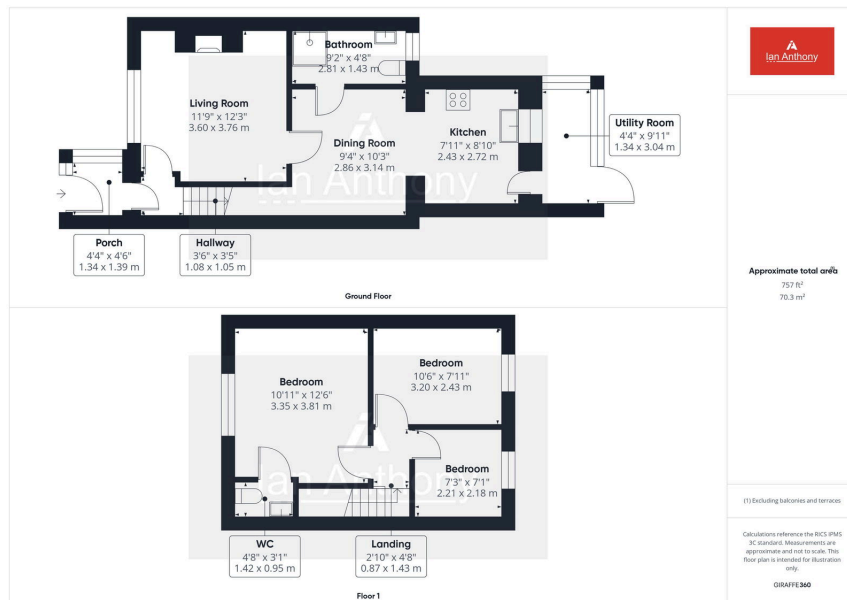 Bathroom
9'2" x 4'8"
2.81 x 1.43 m
Living Room
11'9" x 12'3"
3.60 x 3.76 m
Dining Room
9'4" x 10'3"
2.86 x 3.14 m
Kitchen
7'11" x 8'10"
2.43 x 2.72 m
Utility Room
4'4" x 9'11"
1.34 x 3.04 m
Ian Anthony
Porch
4'4" x 4'6"
1.34 x 1.39 m
Hallway
3'6" x 3'5"
1.08 x 1.05 m
Ground Floor
Bedroom
10'11" x 12'6"
3.35 x 3.81 m
Bedroom
10'6" x 7'11"
3.20 x 2.43 m
Bedroom
7'3" x 7'1"
2.21 x 2.18 m
Ian Anthony
WC
4'8" x 3'1"
1.42 x 0.95 m
Landing
2'10" x 4'8"
0.87 x 1.43 m
Floor 1
Ian Anthony
Approximate total area(1)
757 ft²
70.3 m²
(1) Excluding balconies and terraces
Calculations reference the RICS IPMS
3C standard. Measurements are
approximate and not to scale. This
floor plan is intended for illustration
only.
GIRAFFE360